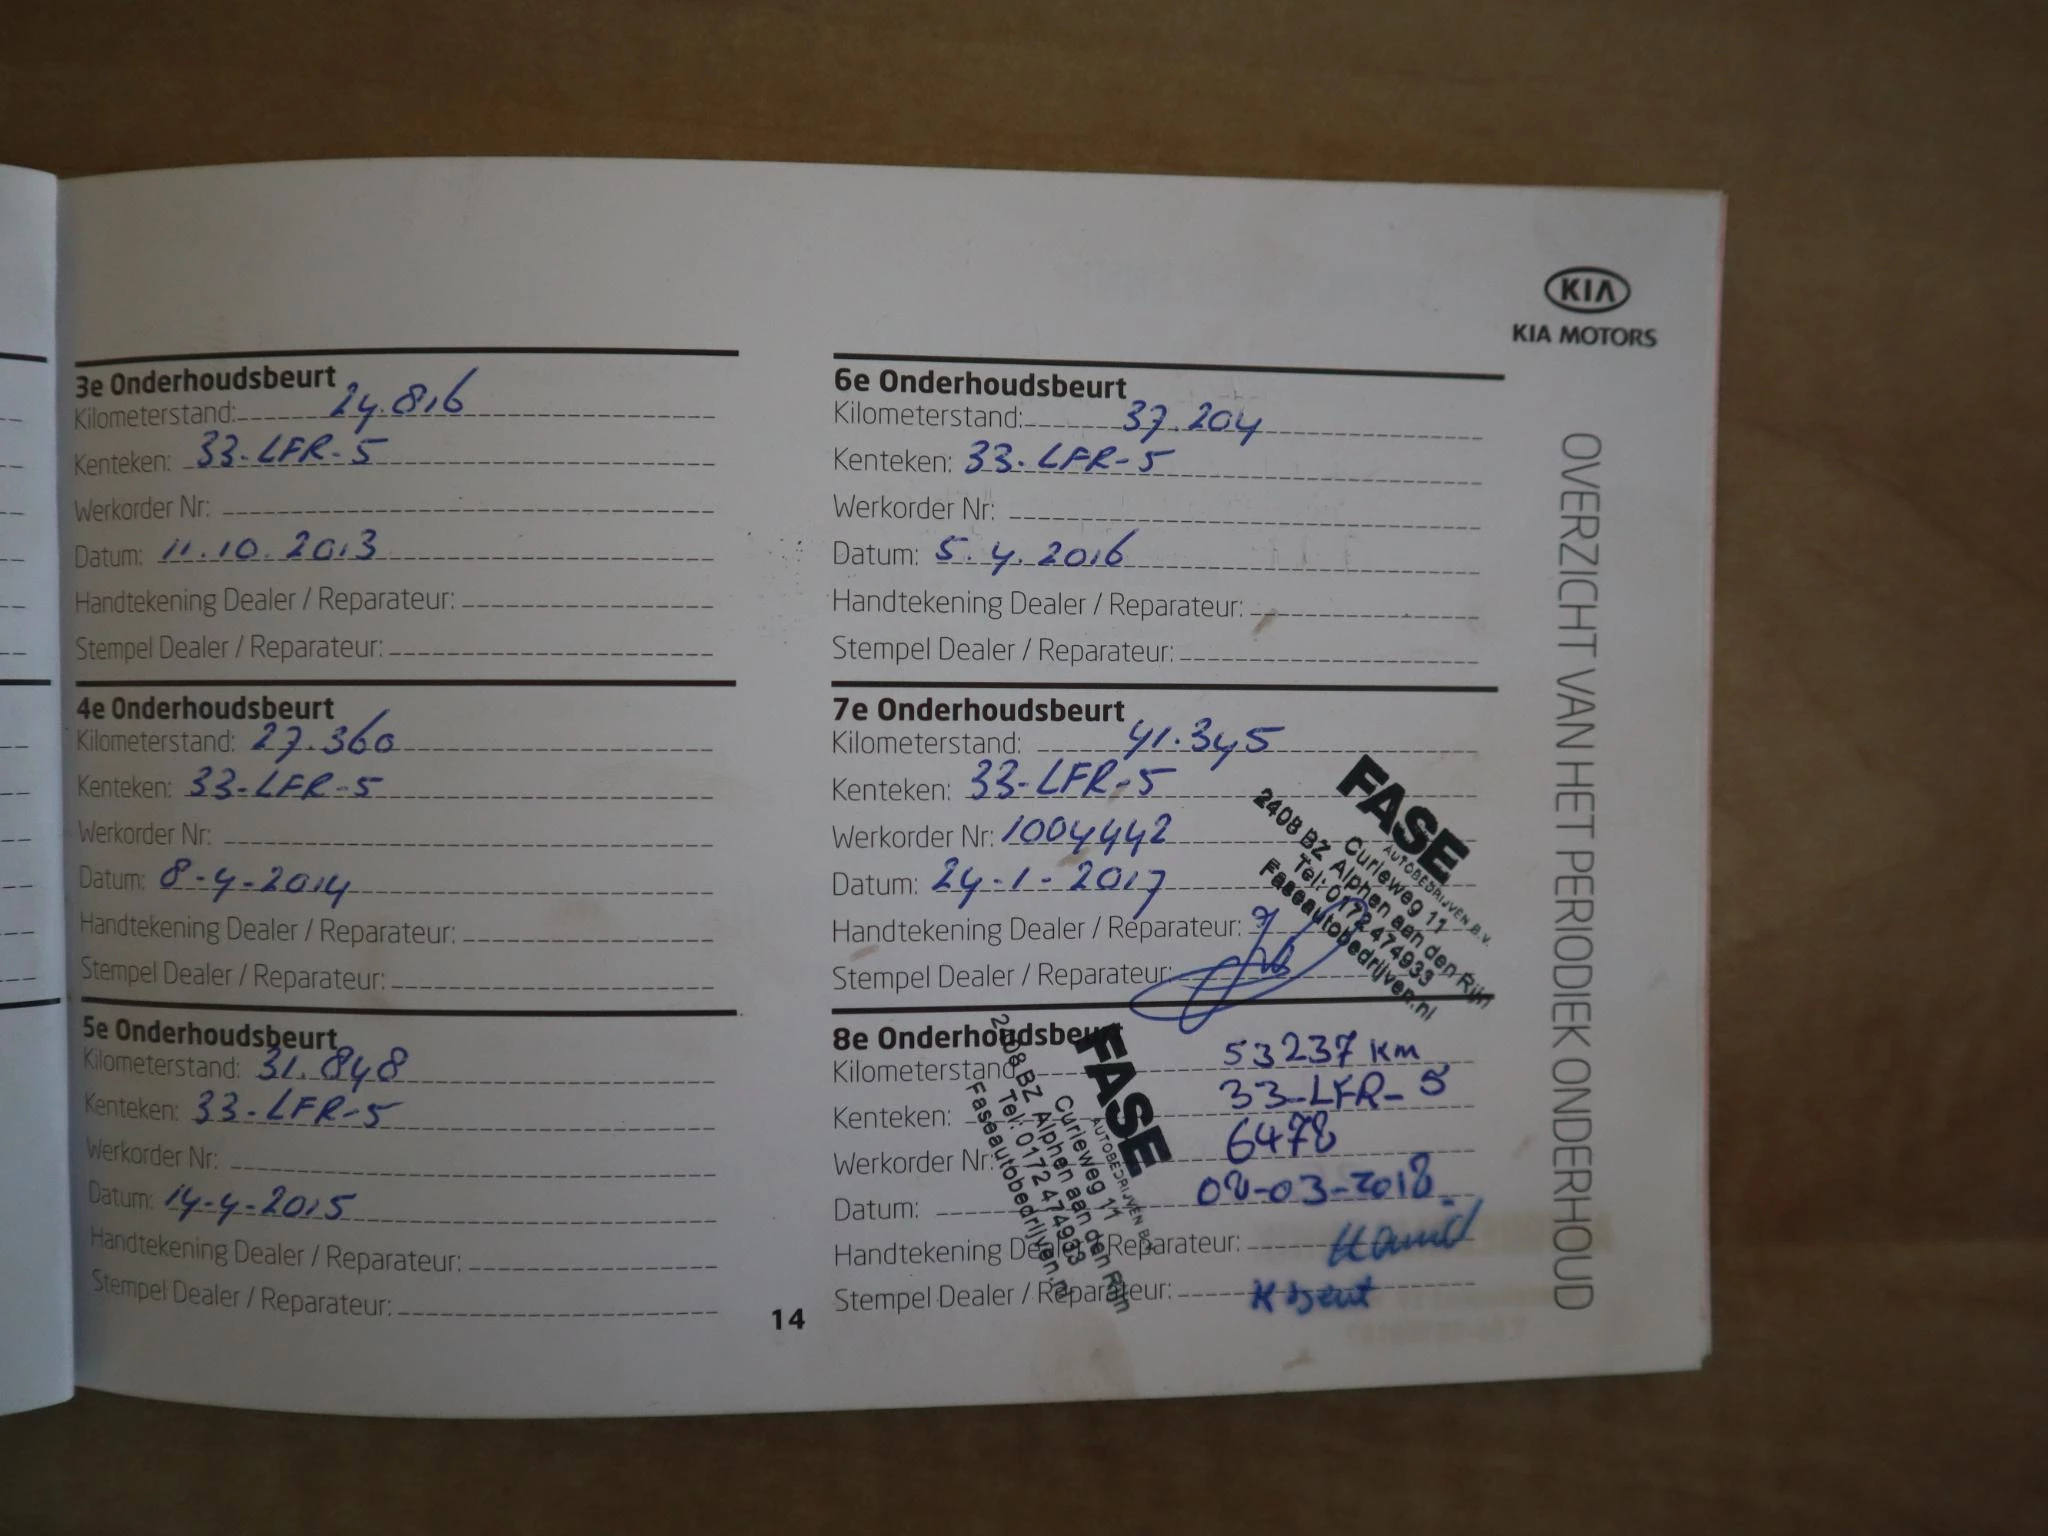 KIA
KIA MOTORS
OVERZICHT VAN HET PERIODIEK ONDERHOUD
3e Onderhoudsbeurt
Kilometerstand: 24.816
Kenteken: 33-LFR-5
Werkorder Nr:
Datum: 11.10.2013
Handtekening Dealer / Reparateur:
Stempel Dealer / Reparateur:
4e Onderhoudsbeurt
Kilometerstand: 27.360
Kenteken: 33-LFR-5
Werkorder Nr:
Datum: 8-4-2014
Handtekening Dealer / Reparateur:
Stempel Dealer / Reparateur:
5e Onderhoudsbeurt
Kilometerstand: 31.848
Kenteken: 33-LFR-5
Werkorder Nr:
Datum: 14-4-2015
Handtekening Dealer / Reparateur:
Stempel Dealer / Reparateur:
6e Onderhoudsbeurt
Kilometerstand: 37.204
Kenteken: 33-LFR-5
Werkorder Nr:
Datum: 5.4.2016
Handtekening Dealer / Reparateur:
Stempel Dealer / Reparateur:
7e Onderhoudsbeurt
Kilometerstand: 41.345
Kenteken: 33-LFR-5
Werkorder Nr: 1004442
Datum: 24-1-2017
Handtekening Dealer / Reparateur:
Stempel Dealer / Reparateur:
FASE
AUTOBEDRIJVEN B.V.
Curieweg 11
2408 BZ Alphen aan den Rijn
Tel: 0172 474933
Faseautobedrijven.nl
8e Onderhoudsbeurt
Kilometerstand 53237 km
Kenteken: 33-LFR-5
Werkorder Nr: 6478
Datum: 02-03-2018
Handtekening Dealer / Reparateur:
Stempel Dealer / Reparateur:
FASE
AUTOBEDRIJVEN B.V.
Curieweg 11
2408 BZ Alphen aan den Rijn
Tel: 0172 474933
Faseautobedrijven.nl
14